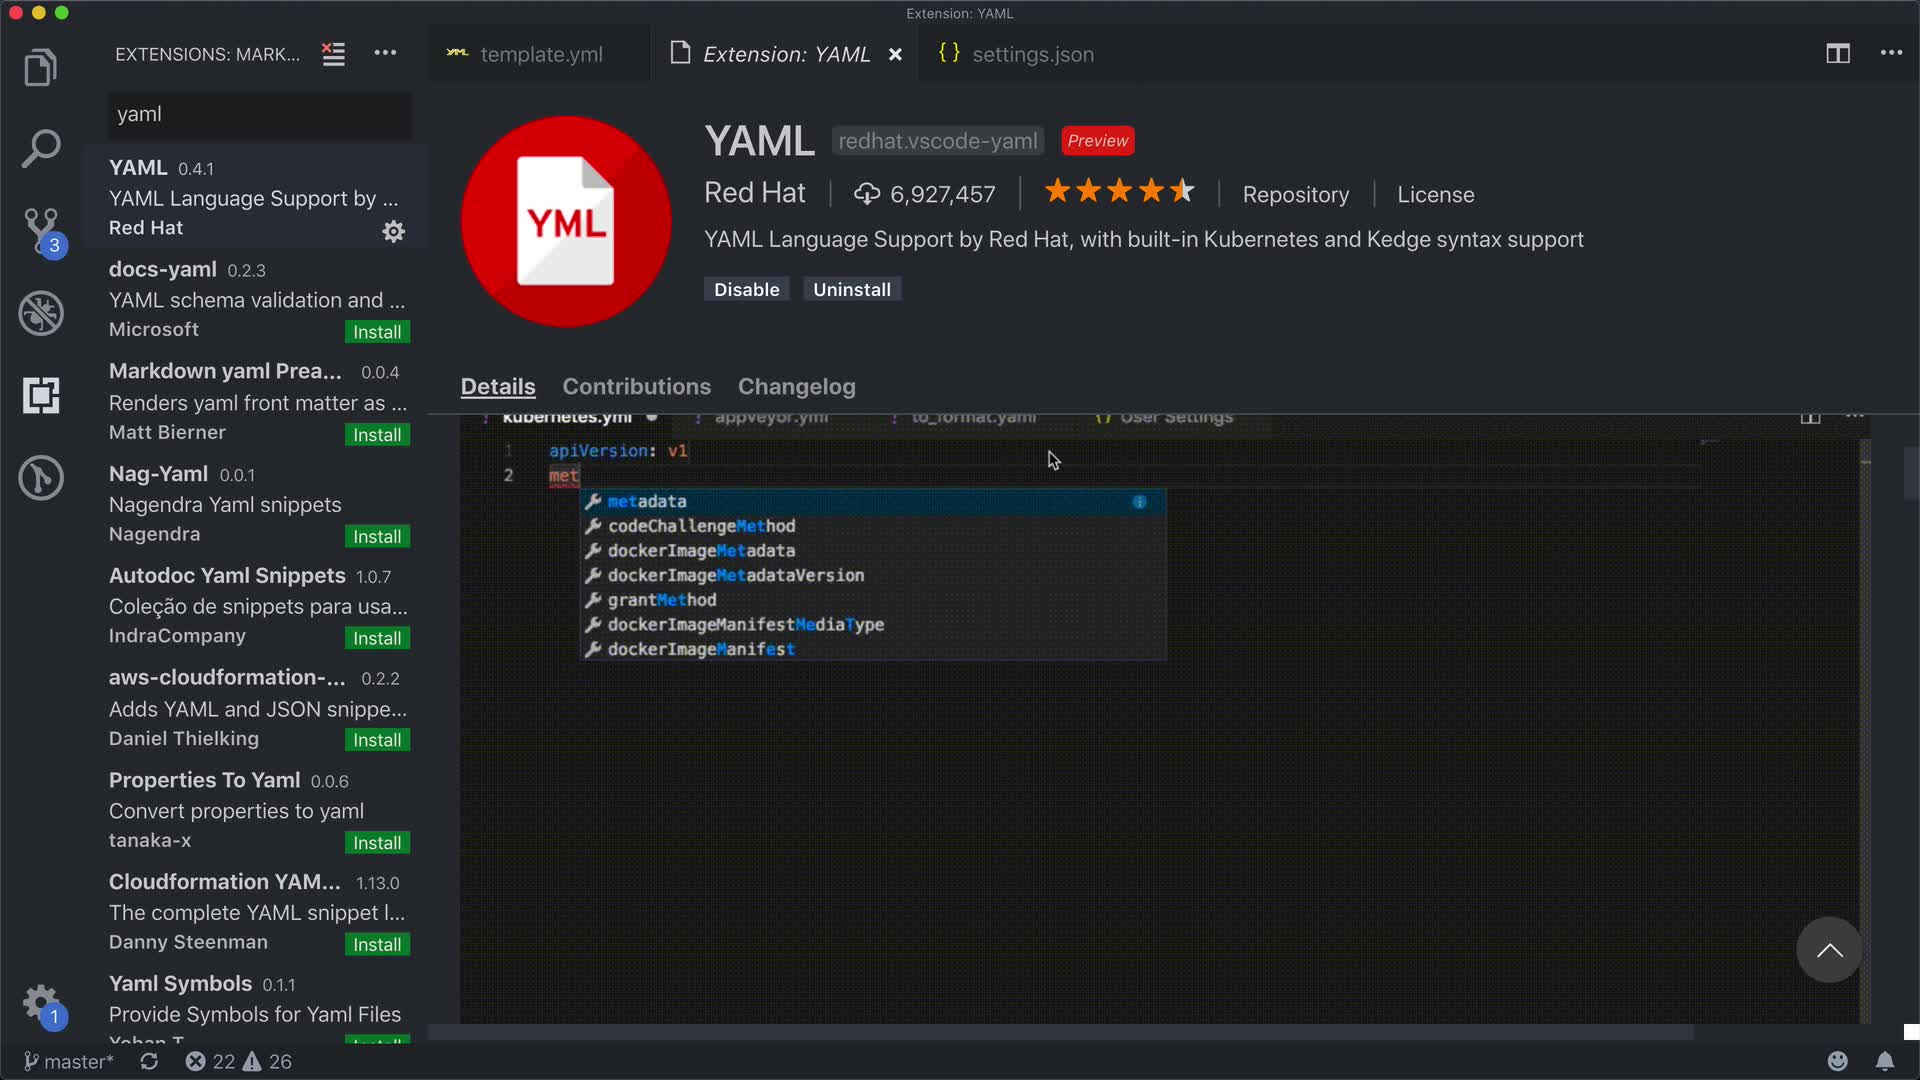 Extension: YAML
EXTENSIONS: MARK...
template.yml
Extension: YAML
{ } settings.json
yaml
YAML 0.4.1
YAML Language Support by ...
Red Hat
docs-yaml 0.2.3
YAML schema validation and ...
Microsoft
Install
Markdown yaml Prea... 0.0.4
Renders yaml front matter as ...
Matt Bierner
Install
Nag-Yaml 0.0.1
Nagendra Yaml snippets
Nagendra
Install
Autodoc Yaml Snippets 1.0.7
Coleção de snippets para usa...
IndraCompany
Install
aws-cloudformation-... 0.2.2
Adds YAML and JSON snippe...
Daniel Thielking
Install
Properties To Yaml 0.0.6
Convert properties to yaml
tanaka-x
Install
Cloudformation YAM... 1.13.0
The complete YAML snippet l...
Danny Steenman
Install
Yaml Symbols 0.1.1
Provide Symbols for Yaml Files
Yohan T
Install
YML
YAML redhat.vscode-yaml Preview
Red Hat 6,927,457 Repository License
YAML Language Support by Red Hat, with built-in Kubernetes and Kedge syntax support
Disable Uninstall
Details Contributions Changelog
! kubernetes.yml ! appveyor.yml ! to_format.yaml {} User Settings
1 apiVersion: v1
2 met
metadata
codeChallengeMethod
dockerImageMetadata
dockerImageMetadataVersion
grantMethod
dockerImageManifestMediaType
dockerImageManifest
3
1
master* 22 26